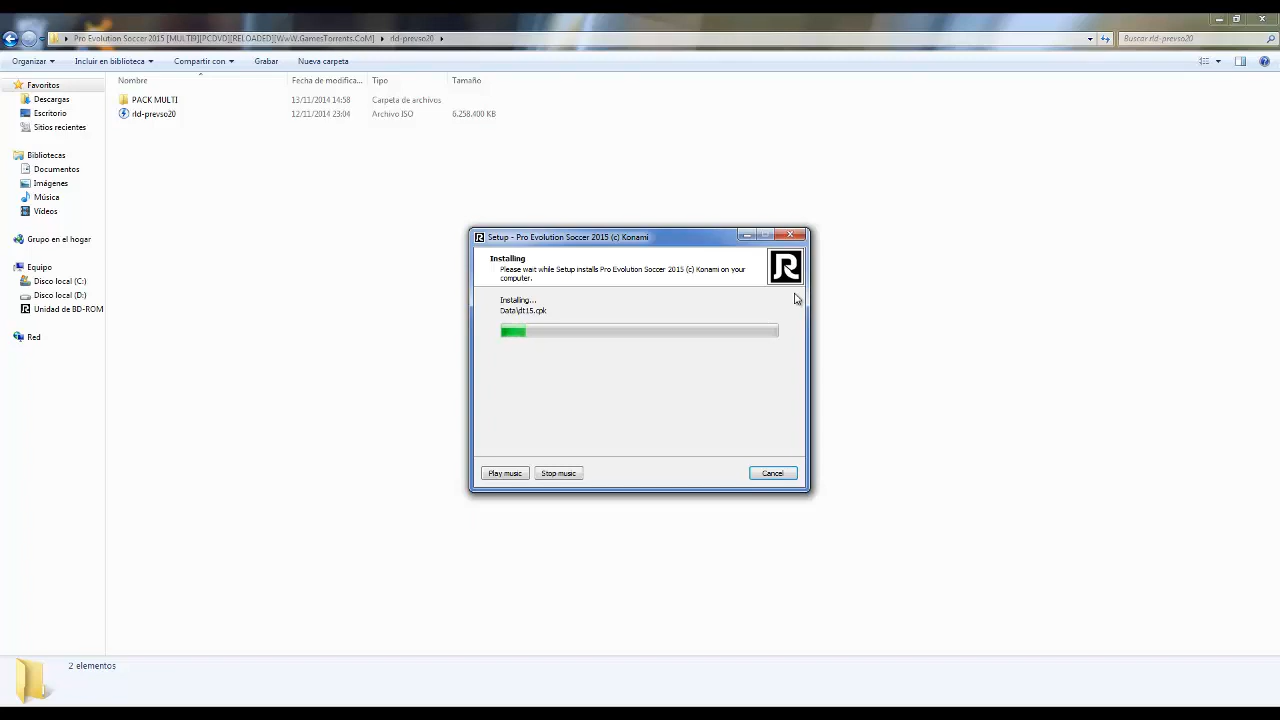 Pro Evolution Soccer 2015 [MULTI9][PCDVD][RELOADED][WwW.GamesTorrents.CoM] ▸ rld-prevso20 ▸
Buscar rld-prevso20
Organizar
Incluir en biblioteca
Compartir con
Grabar
Nueva carpeta
Nombre
Fecha de modifica...
Tipo
Tamaño
Favoritos
Descargas
Escritorio
Sitios recientes
Bibliotecas
Documentos
Imágenes
Música
Vídeos
Grupo en el hogar
Equipo
Disco local (C:)
Disco local (D:)
Unidad de BD-ROM
Red
PACK MULTI
13/11/2014 14:58
Carpeta de archivos
rld-prevso20
12/11/2014 23:04
Archivo ISO
6.258.400 KB
Setup - Pro Evolution Soccer 2015 (c) Konami
Installing
Please wait while Setup installs Pro Evolution Soccer 2015 (c) Konami on your
computer.
Installing...
Data\dt15.cpk
Play music
Stop music
Cancel
2 elementos